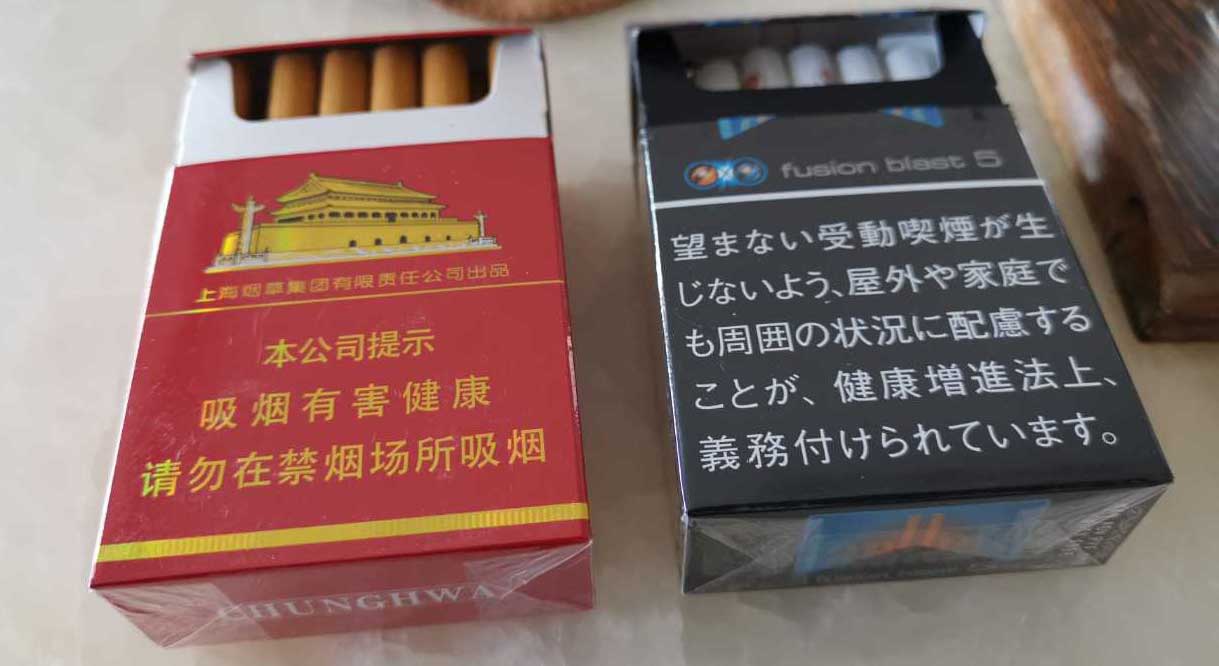 上海烟草集团有限责任公司出品
本公司提示
吸烟有害健康
请勿在禁烟场所吸烟
CHUNGHWA
fusion blast 5
望まない受動喫煙が生
じないよう、屋外や家庭で
も周囲の状況に配慮する
ことが、健康増進法上、
義務付けられています。